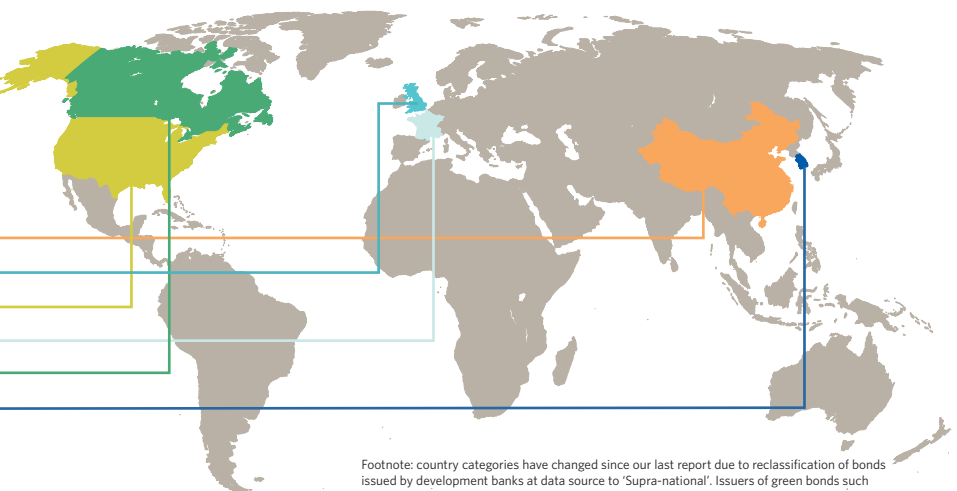 Footnote: country categories have changed since our last report due to reclassification of bonds
issued by development banks at data source to ‘Supra-national’. Issuers of green bonds such